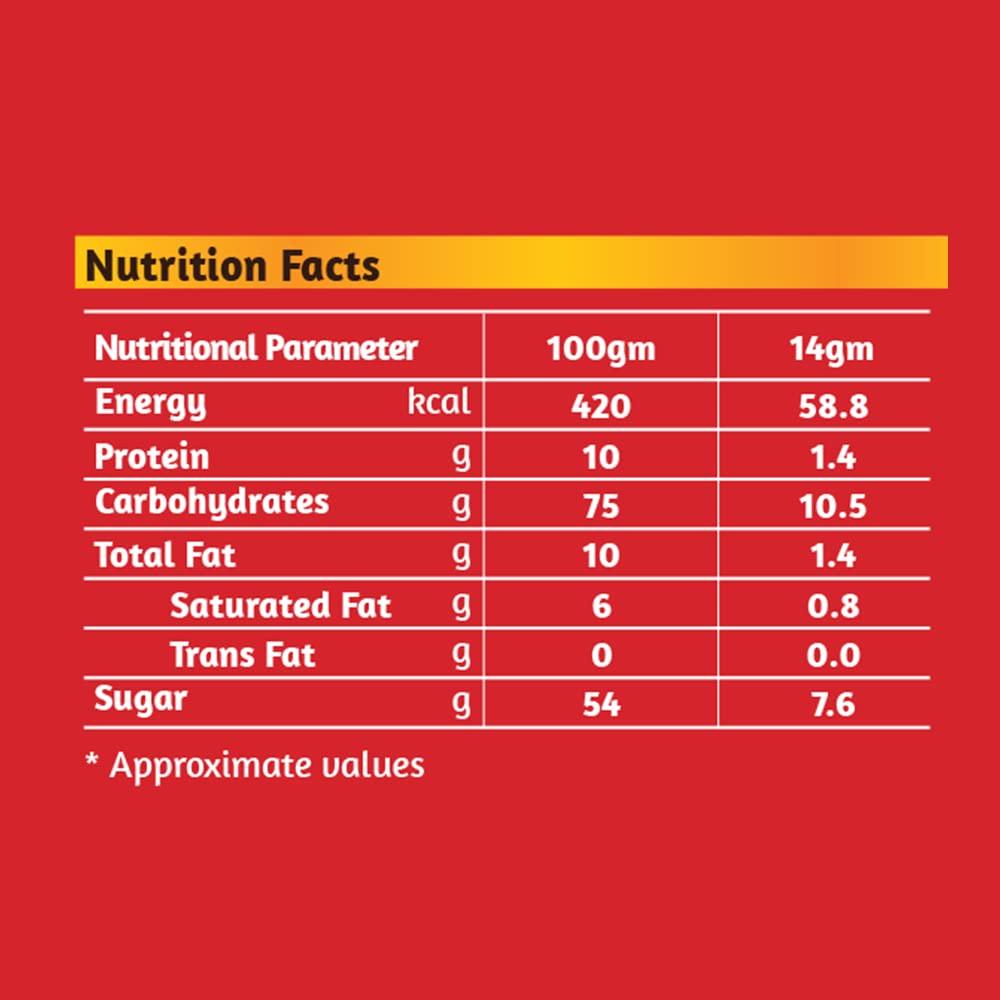 Nutrition Facts
Nutritional Parameter 100gm 14gm
Energy kcal 420 58.8
Protein g 10 1.4
Carbohydrates g 75 10.5
Total Fat g 10 1.4
Saturated Fat g 6 0.8
Trans Fat g 0 0.0
Sugar g 54 7.6
* Approximate values